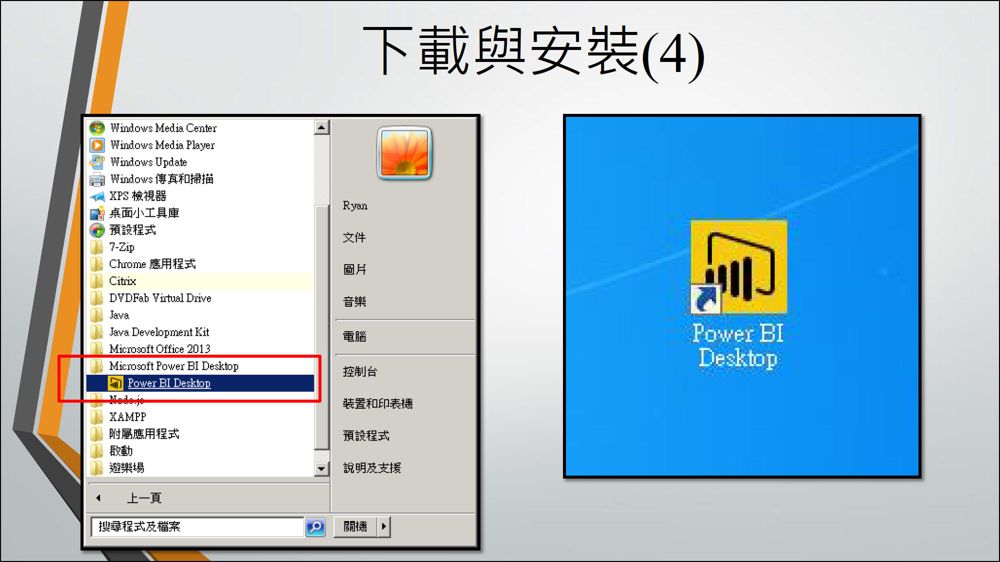 下載與安裝(4)
Windows Media Center
Windows Media Player
Windows Update
Windows 傳真和掃描
XPS 檢視器
桌面小工具庫
預設程式
7-Zip
Chrome 應用程式
Citrix
DVDFab Virtual Drive
Java
Java Development Kit
Microsoft Office 2013
Microsoft Power BI Desktop
Power BI Desktop
Node.js
XAMPP
附屬應用程式
啟動
遊樂場
上一頁
搜尋程式及檔案
Ryan
文件
圖片
音樂
電腦
控制台
裝置和印表機
預設程式
說明及支援
關機
Power BI
Desktop